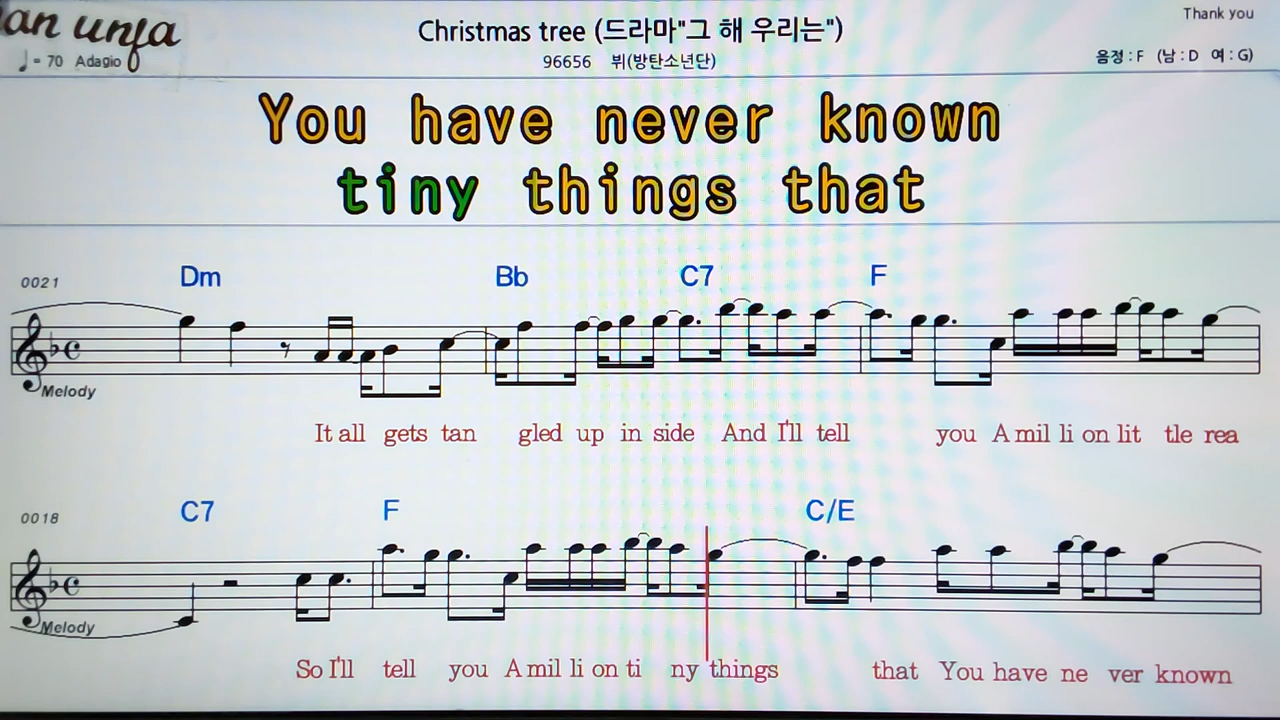 an unfa
♩= 70 Adagio
Christmas tree (드라마"그 해 우리는")
96656 뷔(방탄소년단)
Thank you
음정 : F (남 : D 여 : G)
You have never known
tiny things that
0021 Dm Bb C7 F
Melody
It all gets tan gled up in side And I'll tell you A mil li on lit tle rea
0018 C7 F C/E
Melody
So I'll tell you A mil li on ti ny things that You have ne ver known